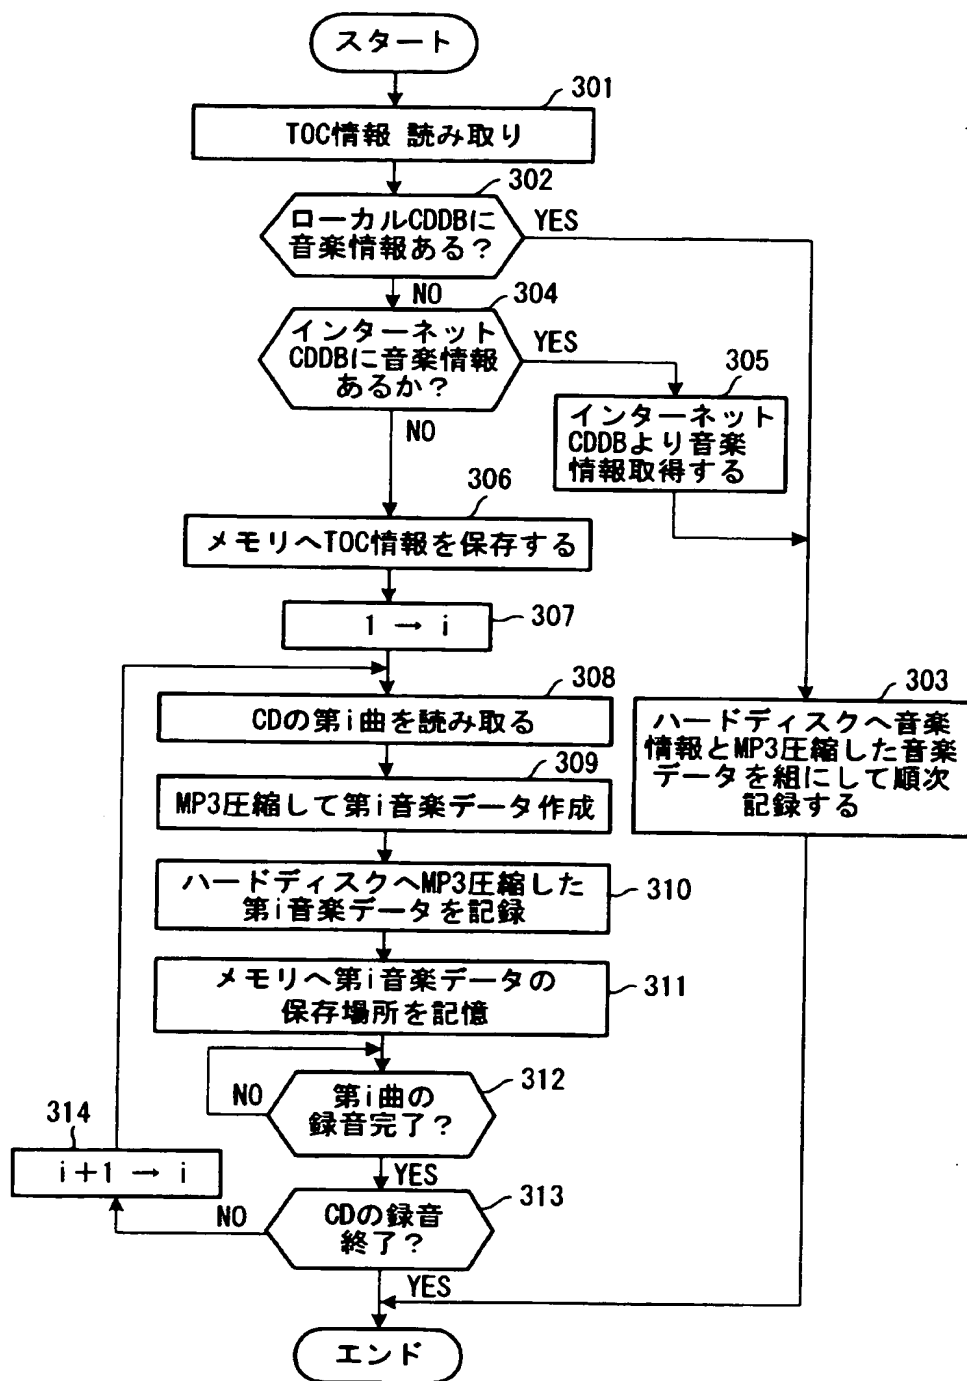 スタート
301
TOC情報 読み取り
302
ローカルCDDBに
音楽情報ある？
YES
NO
304
インターネット
CDDBに音楽情報
あるか？
YES
305
インターネット
CDDBより音楽
情報取得する
NO
306
メモリへTOC情報を保存する
1 → i
307
308
CDの第i曲を読み取る
303
ハードディスクへ音楽
情報とMP3圧縮した音楽
データを組にして順次
記録する
309
MP3圧縮して第i音楽データ作成
ハードディスクへMP3圧縮した
第i音楽データを記録
310
メモリへ第i音楽データの
保存場所を記憶
311
312
第i曲の
録音完了？
NO
YES
314
i+1 → i
313
CDの録音
終了？
NO
YES
エンド